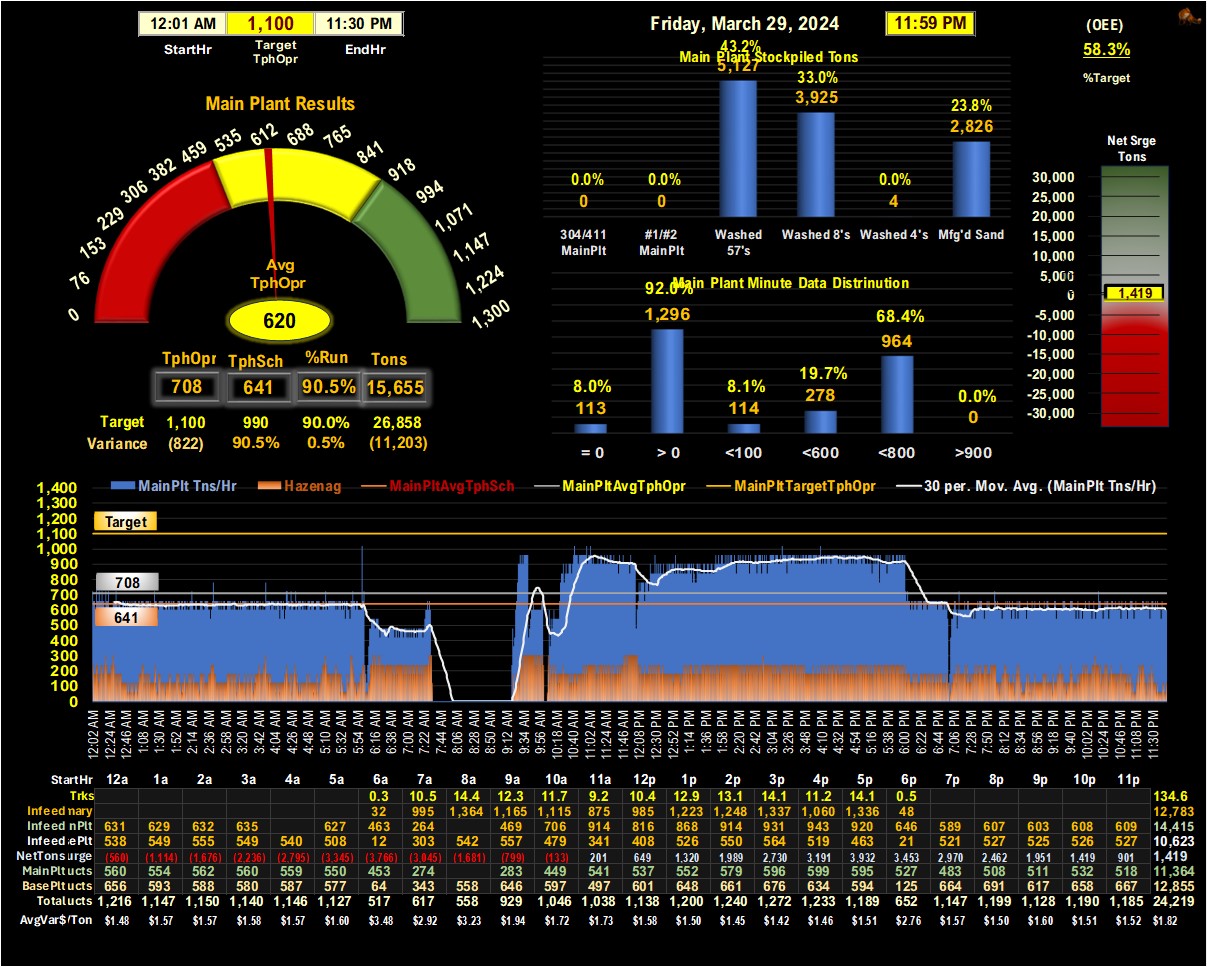 12:01 AM 1,100 11:30 PM
StartHr Target TphOpr EndHr
Friday, March 29, 2024 11:59 PM
(OEE)
58.3%
%Target
Main Plant Results
0 76 153 229 306 382 459 535 612 688 765 841 918 994 1,071 1,147 1,224 1,300
Avg
TphOpr
620
TphOpr TphSch %Run Tons
708 641 90.5% 15,655
Target 1,100 990 90.0% 26,858
Variance (822) 90.5% 0.5% (11,203)
Main Plant Stockpiled Tons
0.0% 0.0% 43.2% 33.0% 0.0% 23.8%
0 0 5,127 3,925 4 2,826
304/411 MainPlt #1/#2 MainPlt Washed 57's Washed 8's Washed 4's Mfg'd Sand
Main Plant Minute Data Distrinution
8.0% 92.0% 8.1% 19.7% 68.4% 0.0%
113 1,296 114 278 964 0
= 0 > 0 <100 <600 <800 >900
Net Srge
Tons
30,000
25,000
20,000
15,000
10,000
5,000
0
-5,000
-10,000
-15,000
-20,000
-25,000
-30,000
1,419
MainPlt Tns/Hr Hazenag MainPltAvgTphSch MainPltAvgTphOpr MainPltTargetTphOpr 30 per. Mov. Avg. (MainPlt Tns/Hr)
1,400
1,300
1,200
1,100
1,000
900
800
700
600
500
400
300
200
100
0
Target
708
641
12:02 AM 12:24 AM 12:46 AM 1:08 AM 1:30 AM 1:52 AM 2:14 AM 2:36 AM 2:58 AM 3:20 AM 3:42 AM 4:04 AM 4:26 AM 4:48 AM 5:10 AM 5:32 AM 5:54 AM 6:16 AM 6:38 AM 7:00 AM 7:22 AM 7:44 AM 8:06 AM 8:28 AM 8:50 AM 9:12 AM 9:34 AM 9:56 AM 10:18 AM 10:40 AM 11:02 AM 11:24 AM 11:46 AM 12:08 PM 12:30 PM 12:52 PM 1:14 PM 1:36 PM 1:58 PM 2:20 PM 2:42 PM 3:04 PM 3:26 PM 3:48 PM 4:10 PM 4:32 PM 4:54 PM 5:16 PM 5:38 PM 6:00 PM 6:22 PM 6:44 PM 7:06 PM 7:28 PM 7:50 PM 8:12 PM 8:34 PM 8:56 PM 9:18 PM 9:40 PM 10:02 PM 10:24 PM 10:46 PM 11:08 PM 11:30 PM
StartHr 12a 1a 2a 3a 4a 5a 6a 7a 8a 9a 10a 11a 12p 1p 2p 3p 4p 5p 6p 7p 8p 9p 10p 11p
Trks 0.3 10.5 14.4 12.3 11.7 9.2 10.4 12.9 13.1 14.1 11.2 14.1 0.5 134.6
Infeed mary 32 995 1,364 1,165 1,115 875 985 1,223 1,248 1,337 1,060 1,336 48 12,783
Infeed nPlt 631 629 632 635 627 463 264 469 706 914 816 868 914 931 943 920 646 589 607 603 608 609 14,415
Infeed ePlt 538 549 555 549 540 508 12 303 542 557 479 341 408 537 552 564 519 463 21 521 527 525 526 527 10,623
NetTons urge (560) (1,114) (1,676) (2,236) (2,795) (3,345) (3,766) (3,045) (1,681) (799) (133) 201 649 1,320 1,989 2,730 3,191 3,932 3,453 2,970 2,462 1,951 1,419 901 1,419
MainPlt ucts 560 554 562 560 559 550 453 274 283 449 541 537 552 579 596 599 595 527 483 508 511 532 518 11,364
BasePlt ucts 656 593 588 580 587 577 64 343 558 646 597 497 601 648 661 676 634 594 125 664 691 617 658 667 12,855
Total ucts 1,216 1,147 1,150 1,140 1,146 1,127 517 617 558 929 1,046 1,038 1,138 1,200 1,240 1,272 1,233 1,189 652 1,147 1,199 1,128 1,190 1,185 24,219
AvgVar$/Ton $1.48 $1.57 $1.57 $1.58 $1.57 $1.60 $3.48 $2.92 $3.23 $1.94 $1.72 $1.73 $1.58 $1.50 $1.45 $1.42 $1.46 $1.51 $2.76 $1.57 $1.50 $1.60 $1.51 $1.52 $1.82